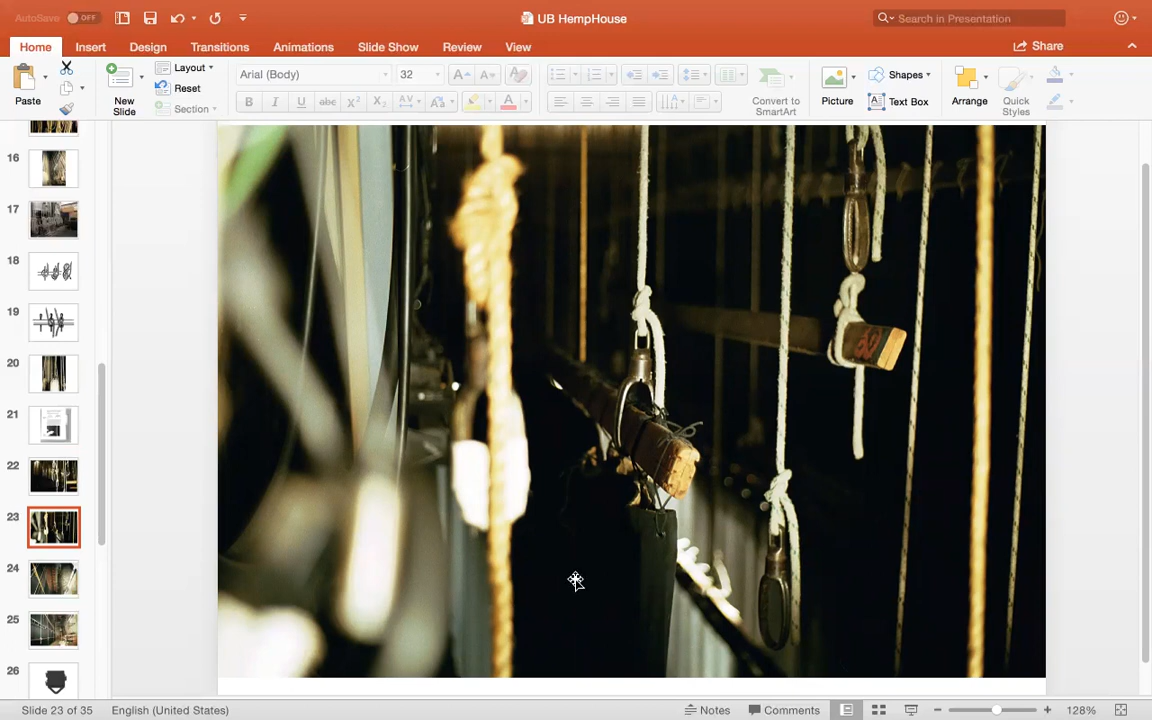 AutoSave OFF
UB HempHouse
Search in Presentation
Home Insert Design Transitions Animations Slide Show Review View
Share
Paste
New Slide
Layout
Reset
Section
Arial (Body)
32
Convert to SmartArt
Picture
Shapes
Text Box
Arrange
Quick Styles
16
17
18
19
20
21
22
23
24
25
26
Slide 23 of 35
English (United States)
Notes
Comments
128%